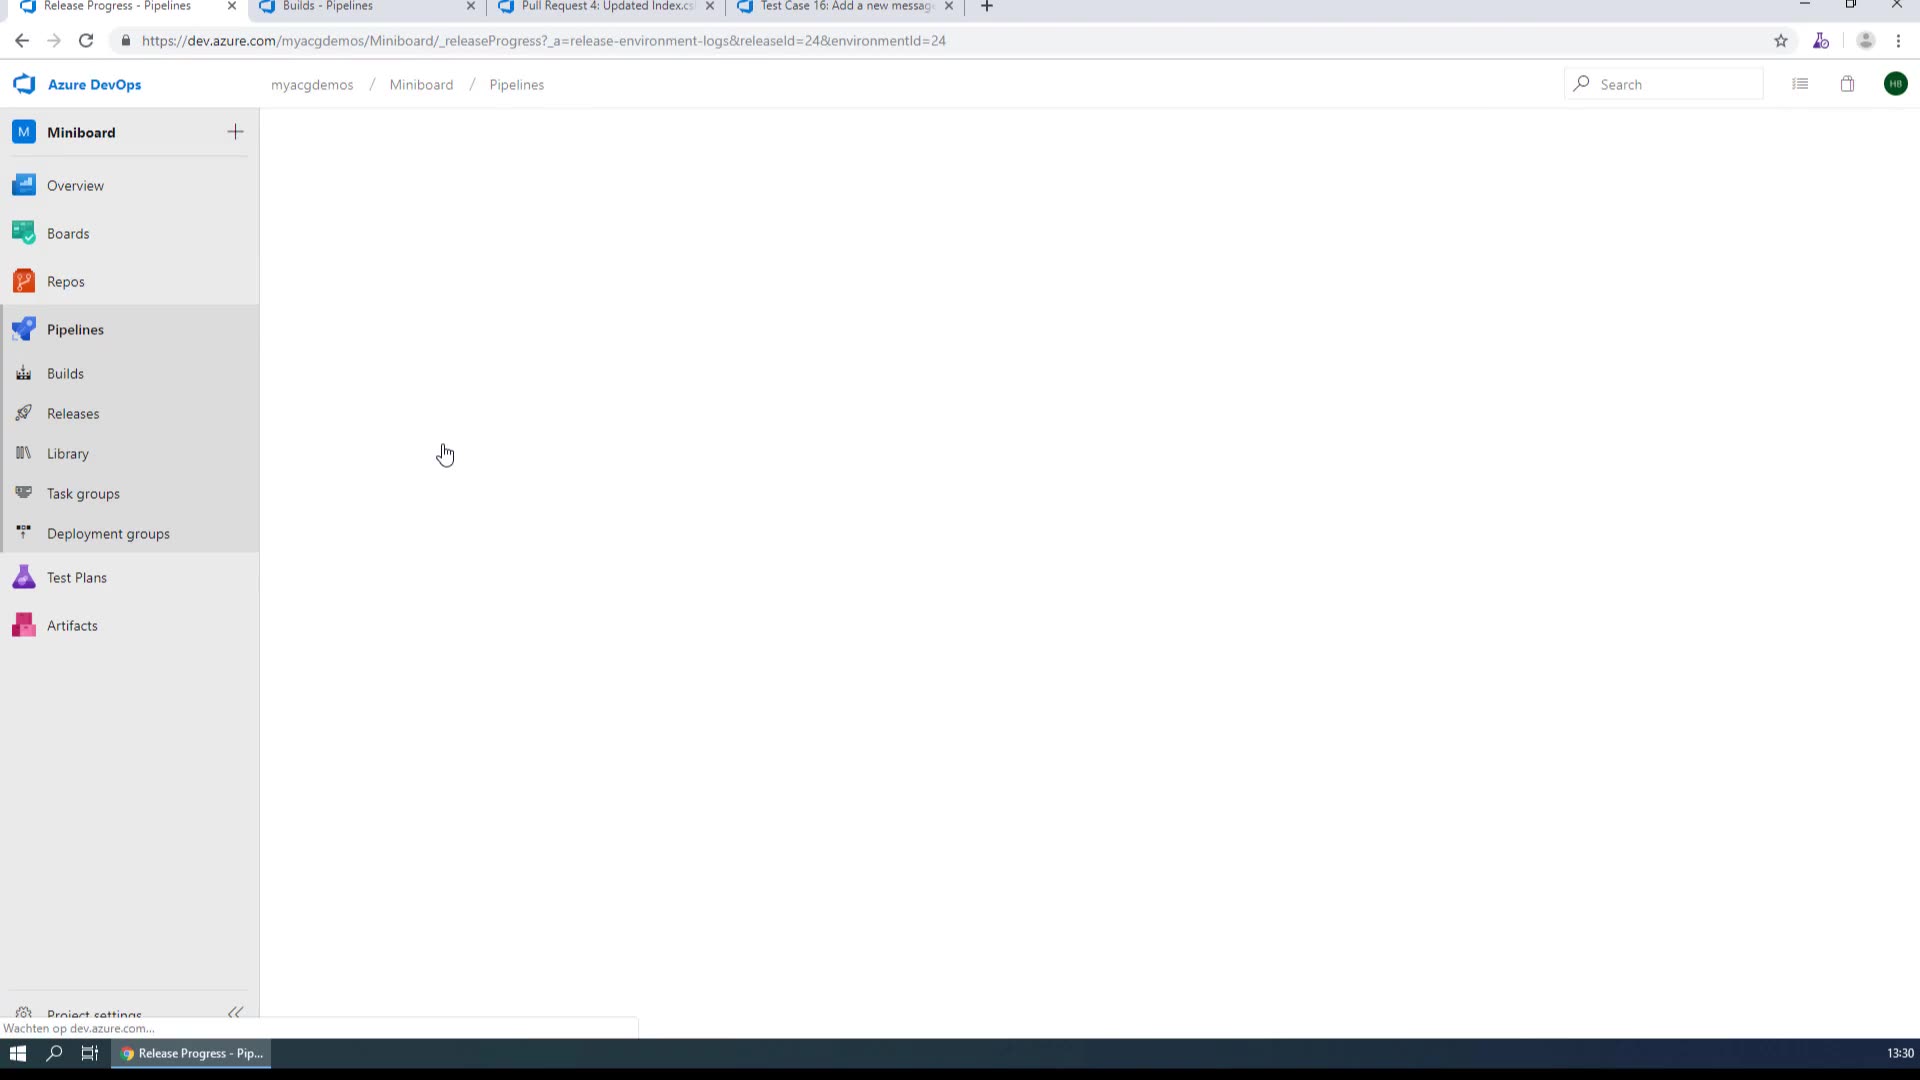 Release Progress - Pipelines
Builds - Pipelines
Pull Request 4: Updated Index.cs
Test Case 16: Add a new messag
https://dev.azure.com/myacgdemos/Miniboard/_releaseProgress?_a=release-environment-logs&releaseId=24&environmentId=24
Azure DevOps
myacgdemos / Miniboard / Pipelines
Search
HB
M Miniboard
Overview
Boards
Repos
Pipelines
Builds
Releases
Library
Task groups
Deployment groups
Test Plans
Artifacts
Project settings
Wachten op dev.azure.com...
Release Progress - Pip...
13:30